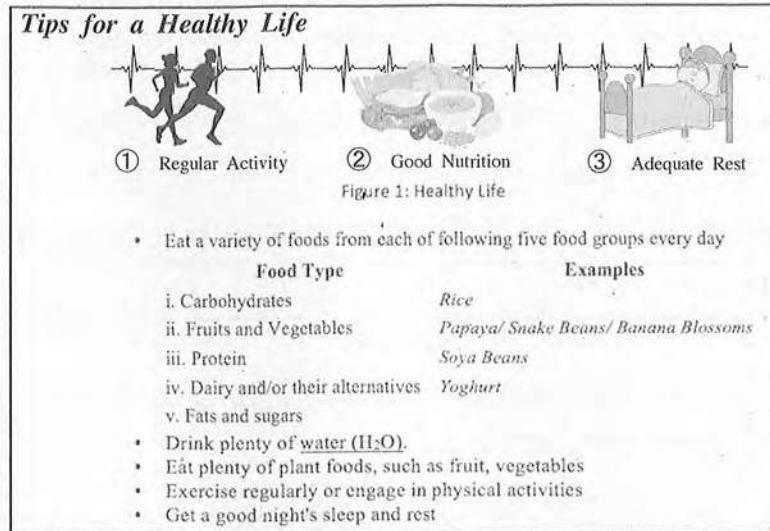 Tips for a Healthy Life
① Regular Activity ② Good Nutrition ③ Adequate Rest
Figure 1: Healthy Life
• Eat a variety of foods from each of following five food groups every day
Food Type Examples
i. Carbohydrates Rice
ii. Fruits and Vegetables Papaya/ Snake Beans/ Banana Blossoms
iii. Protein Soya Beans
iv. Dairy and/or their alternatives Yoghurt
v. Fats and sugars
• Drink plenty of water (H₂O).
• Eat plenty of plant foods, such as fruit, vegetables
• Exercise regularly or engage in physical activities
• Get a good night's sleep and rest